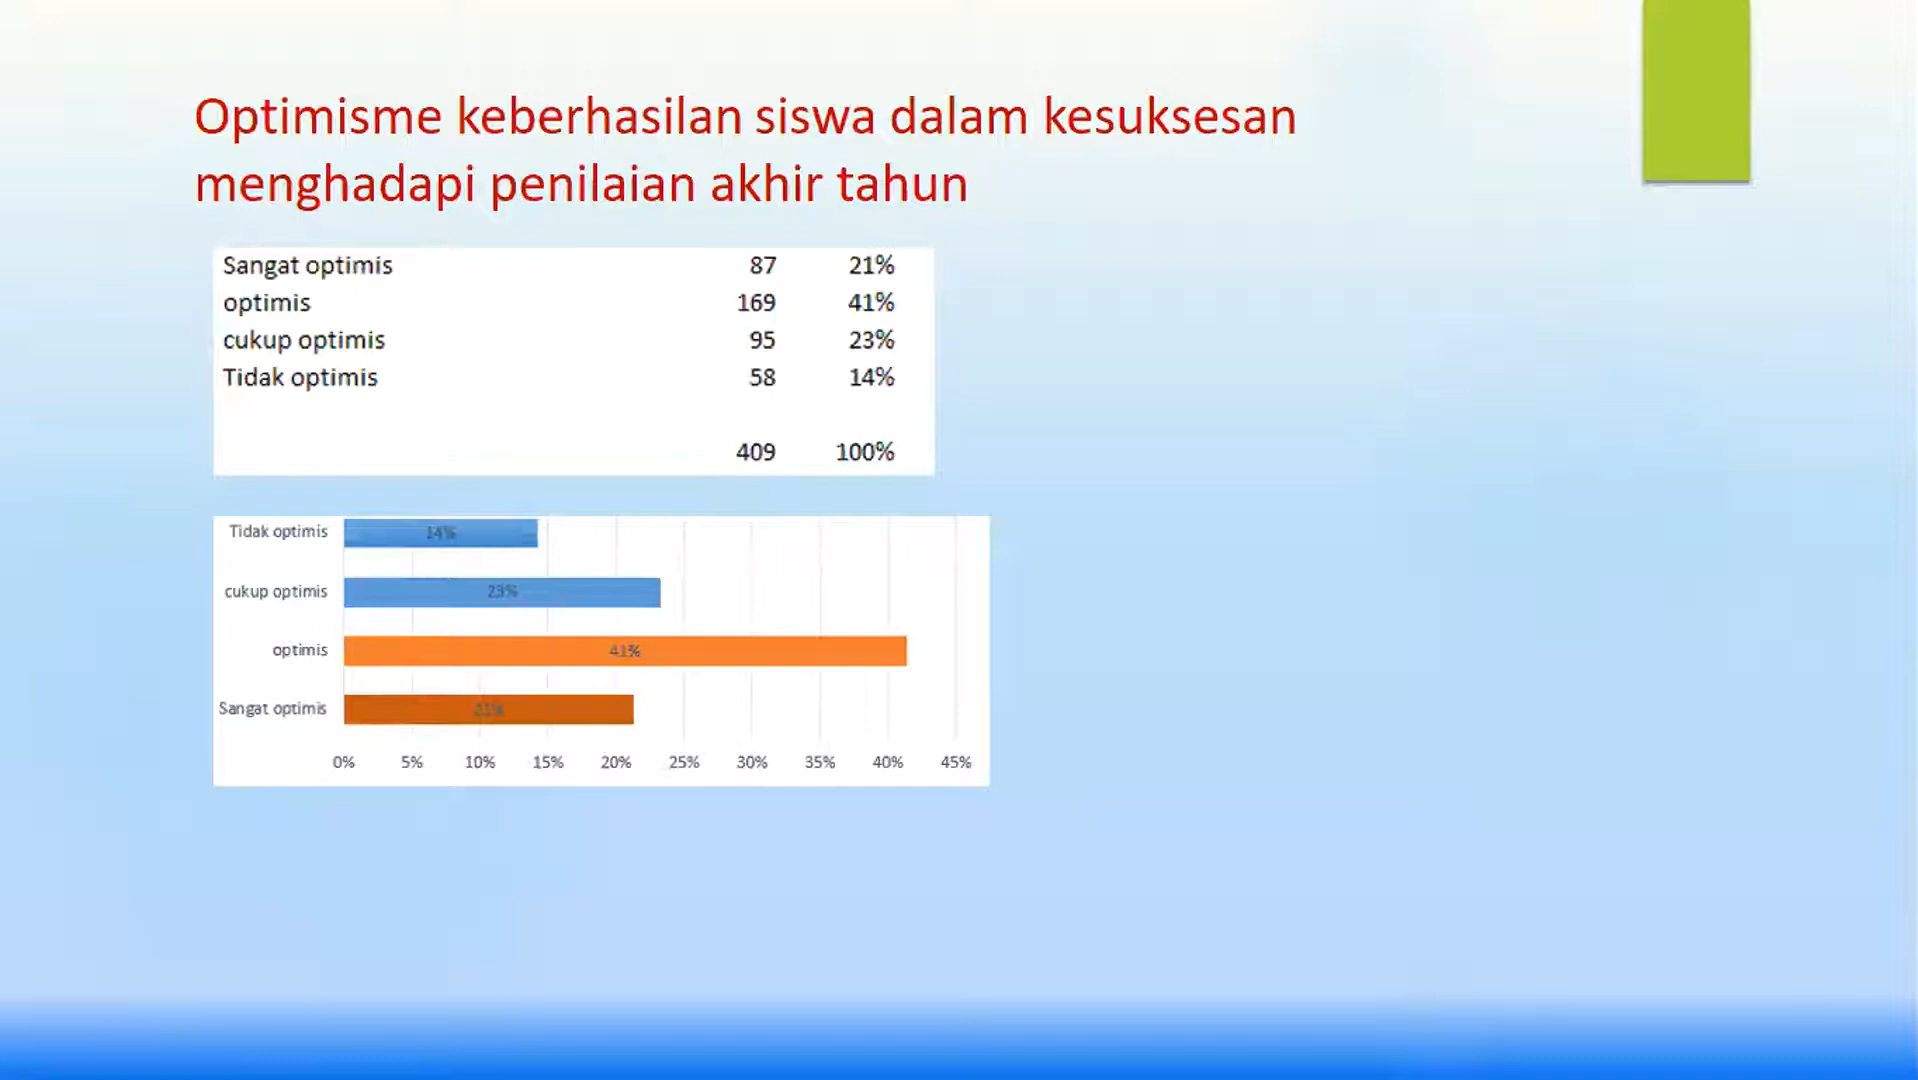 Optimisme keberhasilan siswa dalam kesuksesan
menghadapi penilaian akhir tahun
Sangat optimis 87 21%
optimis 169 41%
cukup optimis 95 23%
Tidak optimis 58 14%
409 100%
Tidak optimis 14%
cukup optimis 23%
optimis 41%
Sangat optimis 21%
0% 5% 10% 15% 20% 25% 30% 35% 40% 45%